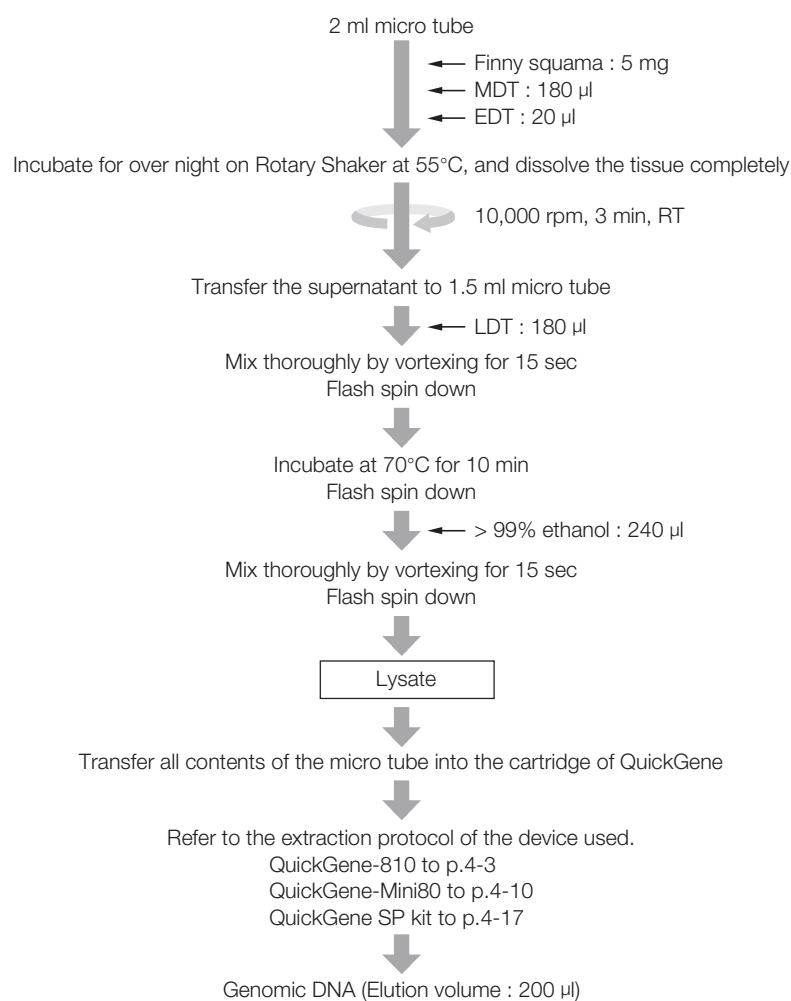 2 ml micro tube
Finny squama : 5 mg
MDT : 180 µl
EDT : 20 µl
Incubate for over night on Rotary Shaker at 55°C, and dissolve the tissue completely
10,000 rpm, 3 min, RT
Transfer the supernatant to 1.5 ml micro tube
LDT : 180 µl
Mix thoroughly by vortexing for 15 sec
Flash spin down
Incubate at 70°C for 10 min
Flash spin down
> 99% ethanol : 240 µl
Mix thoroughly by vortexing for 15 sec
Flash spin down
Lysate
Transfer all contents of the micro tube into the cartridge of QuickGene
Refer to the extraction protocol of the device used.
QuickGene-810 to p.4-3
QuickGene-Mini80 to p.4-10
QuickGene SP kit to p.4-17
Genomic DNA (Elution volume : 200 µl)